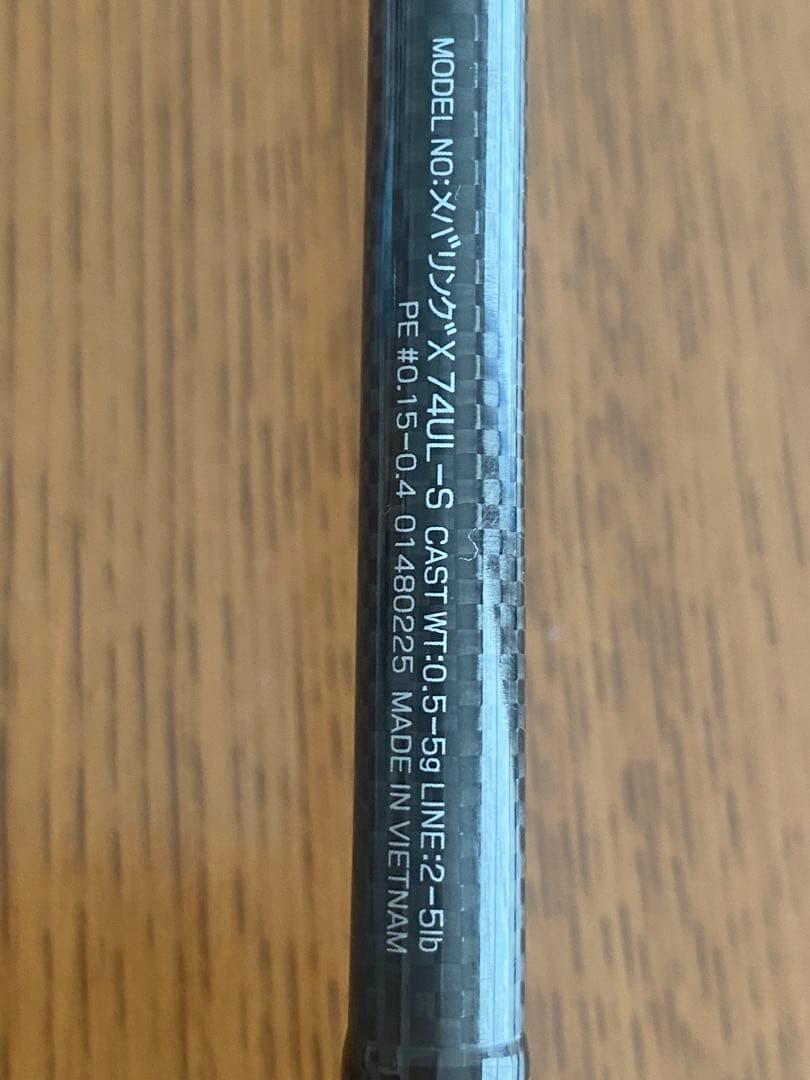 MODEL NO:メバリングX 74UL-S CAST WT:0.5-5g LINE:2-5lb
PE #0.15-0.4 01480225 MADE IN VIETNAM